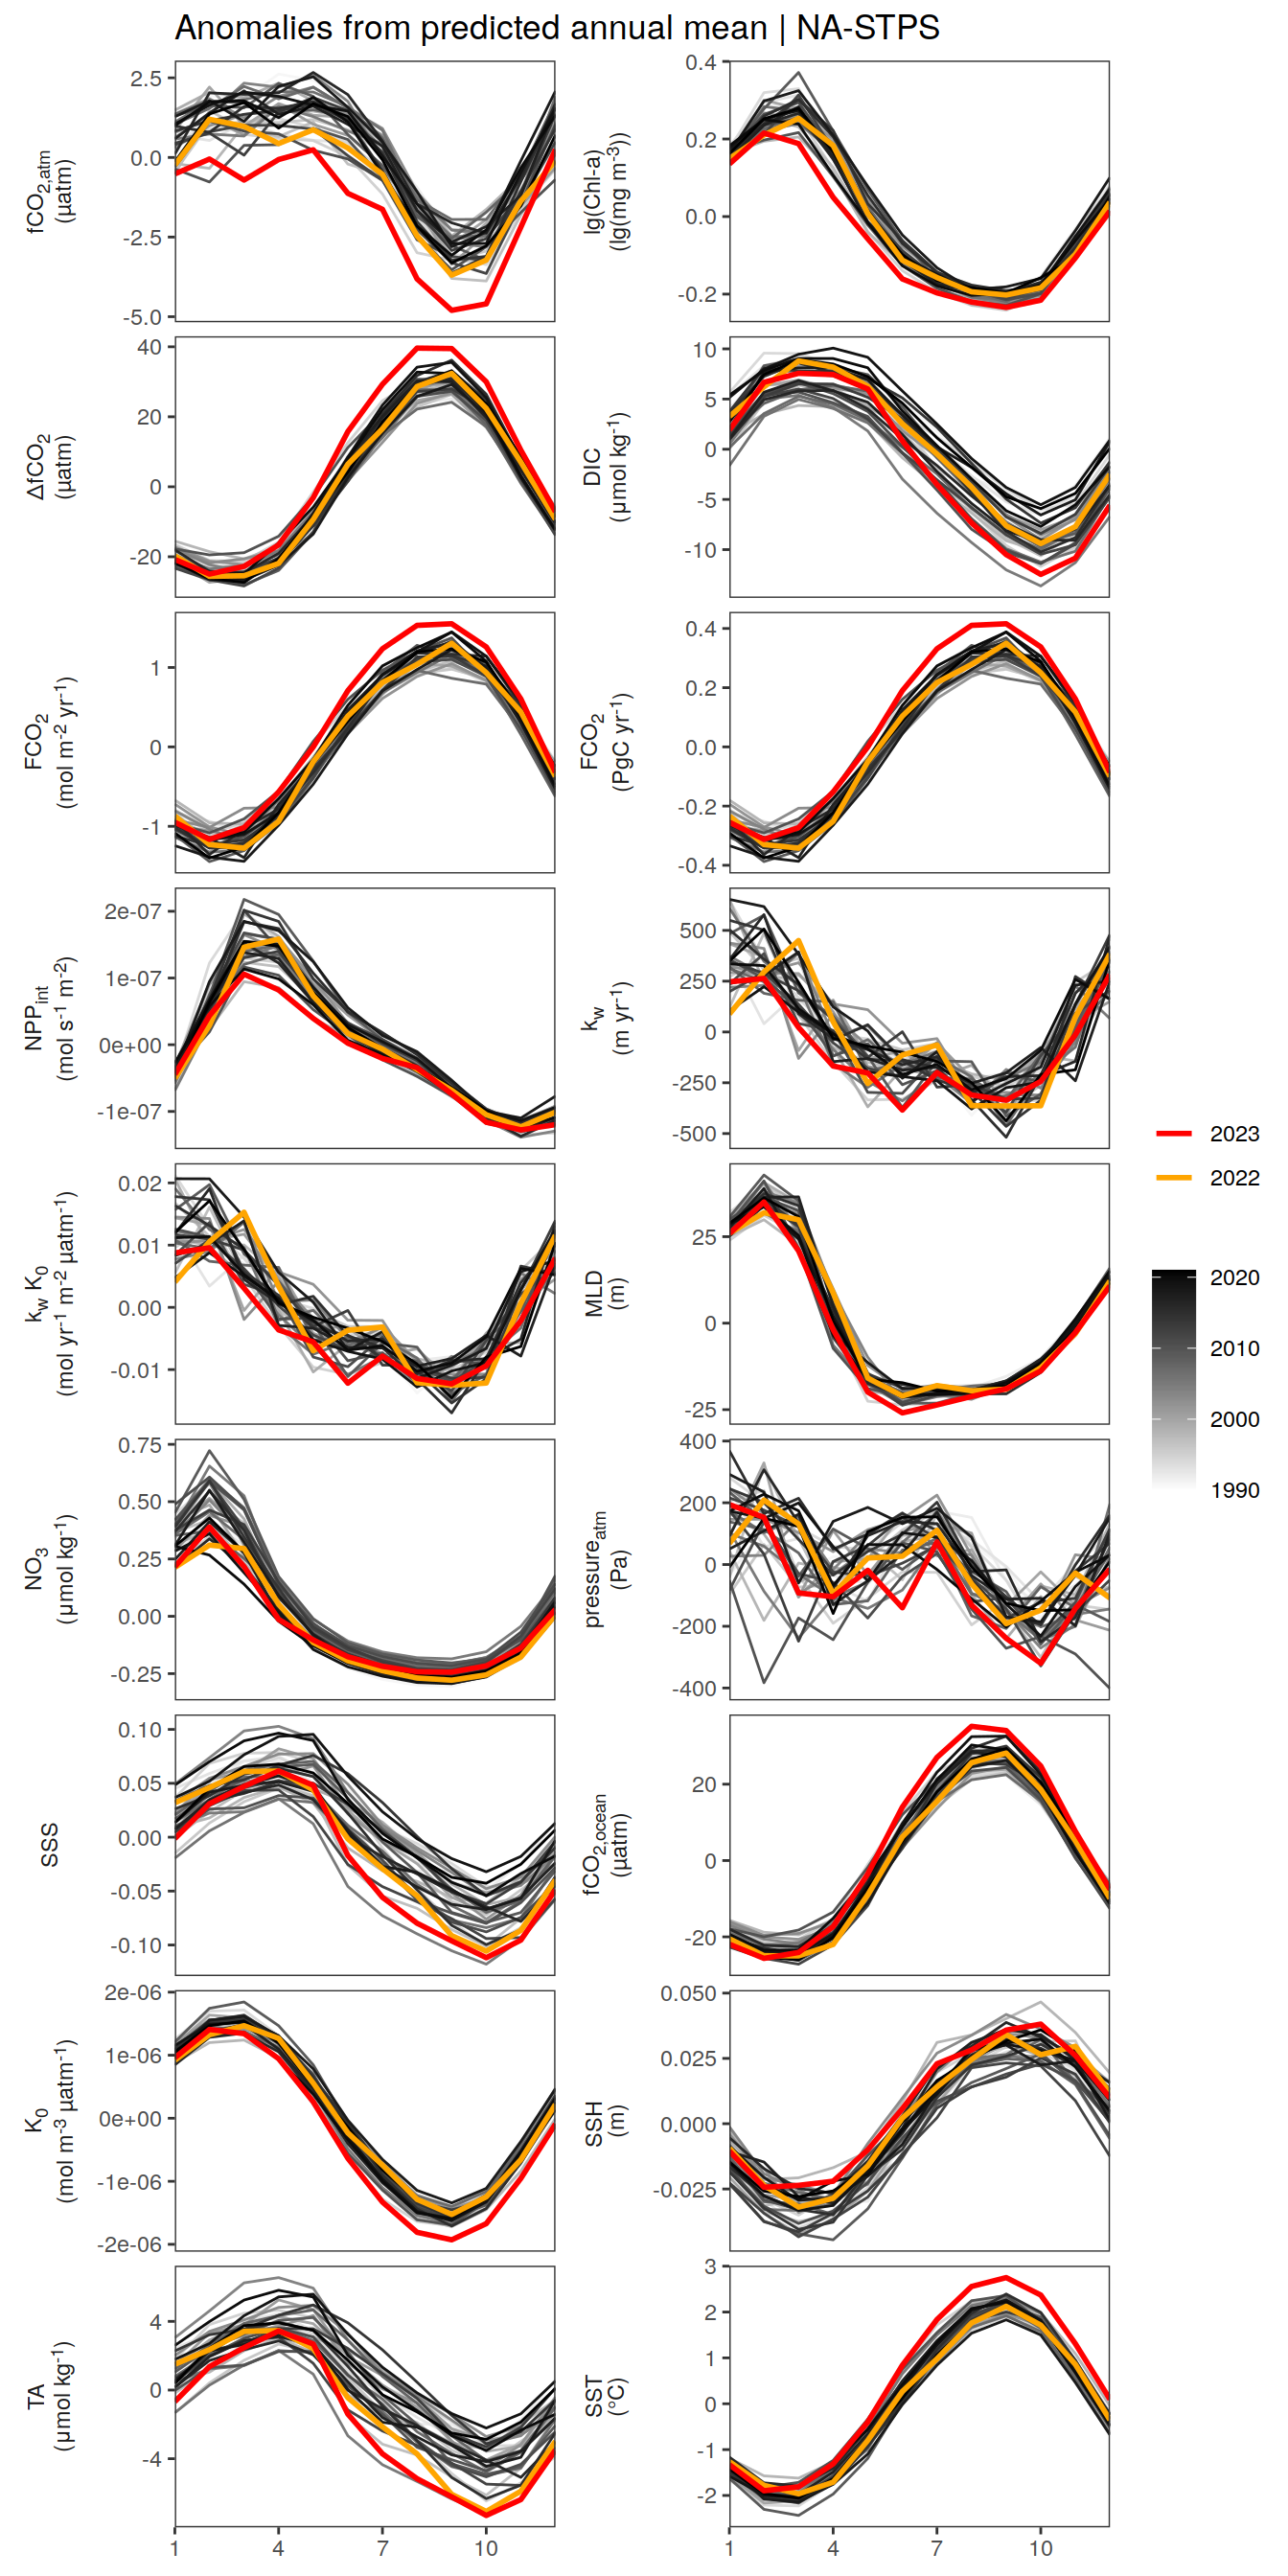 Anomalies from predicted annual mean | NA-STPS
fCO2,atm
(µatm)
2.5
0.0
-2.5
-5.0
lg(Chl-a)
(lg(mg m-3))
0.4
0.2
0.0
-0.2
ΔfCO2
(µatm)
40
20
0
-20
DIC
(µmol kg-1)
10
5
0
-5
-10
FCO2
(mol m-2 yr-1)
1
0
-1
FCO2
(PgC yr-1)
0.4
0.2
0.0
-0.2
-0.4
NPPint
(mol s-1 m-2)
2e-07
1e-07
0e+00
-1e-07
kw
(m yr-1)
500
250
0
-250
-500
kw K0
(mol yr-1 m-2 µatm-1)
0.02
0.01
0.00
-0.01
MLD
(m)
25
0
-25
NO3
(µmol kg-1)
0.75
0.50
0.25
0.00
-0.25
pressureatm
(Pa)
400
200
0
-200
-400
SSS
0.10
0.05
0.00
-0.05
-0.10
fCO2,ocean
(µatm)
20
0
-20
K0
(mol m-3 µatm-1)
2e-06
1e-06
0e+00
-1e-06
-2e-06
SSH
(m)
0.050
0.025
0.000
-0.025
TA
(µmol kg-1)
4
0
-4
SST
(°C)
3
2
1
0
-1
-2
1 4 7 10
1 4 7 10
2023
2022
2020
2010
2000
1990